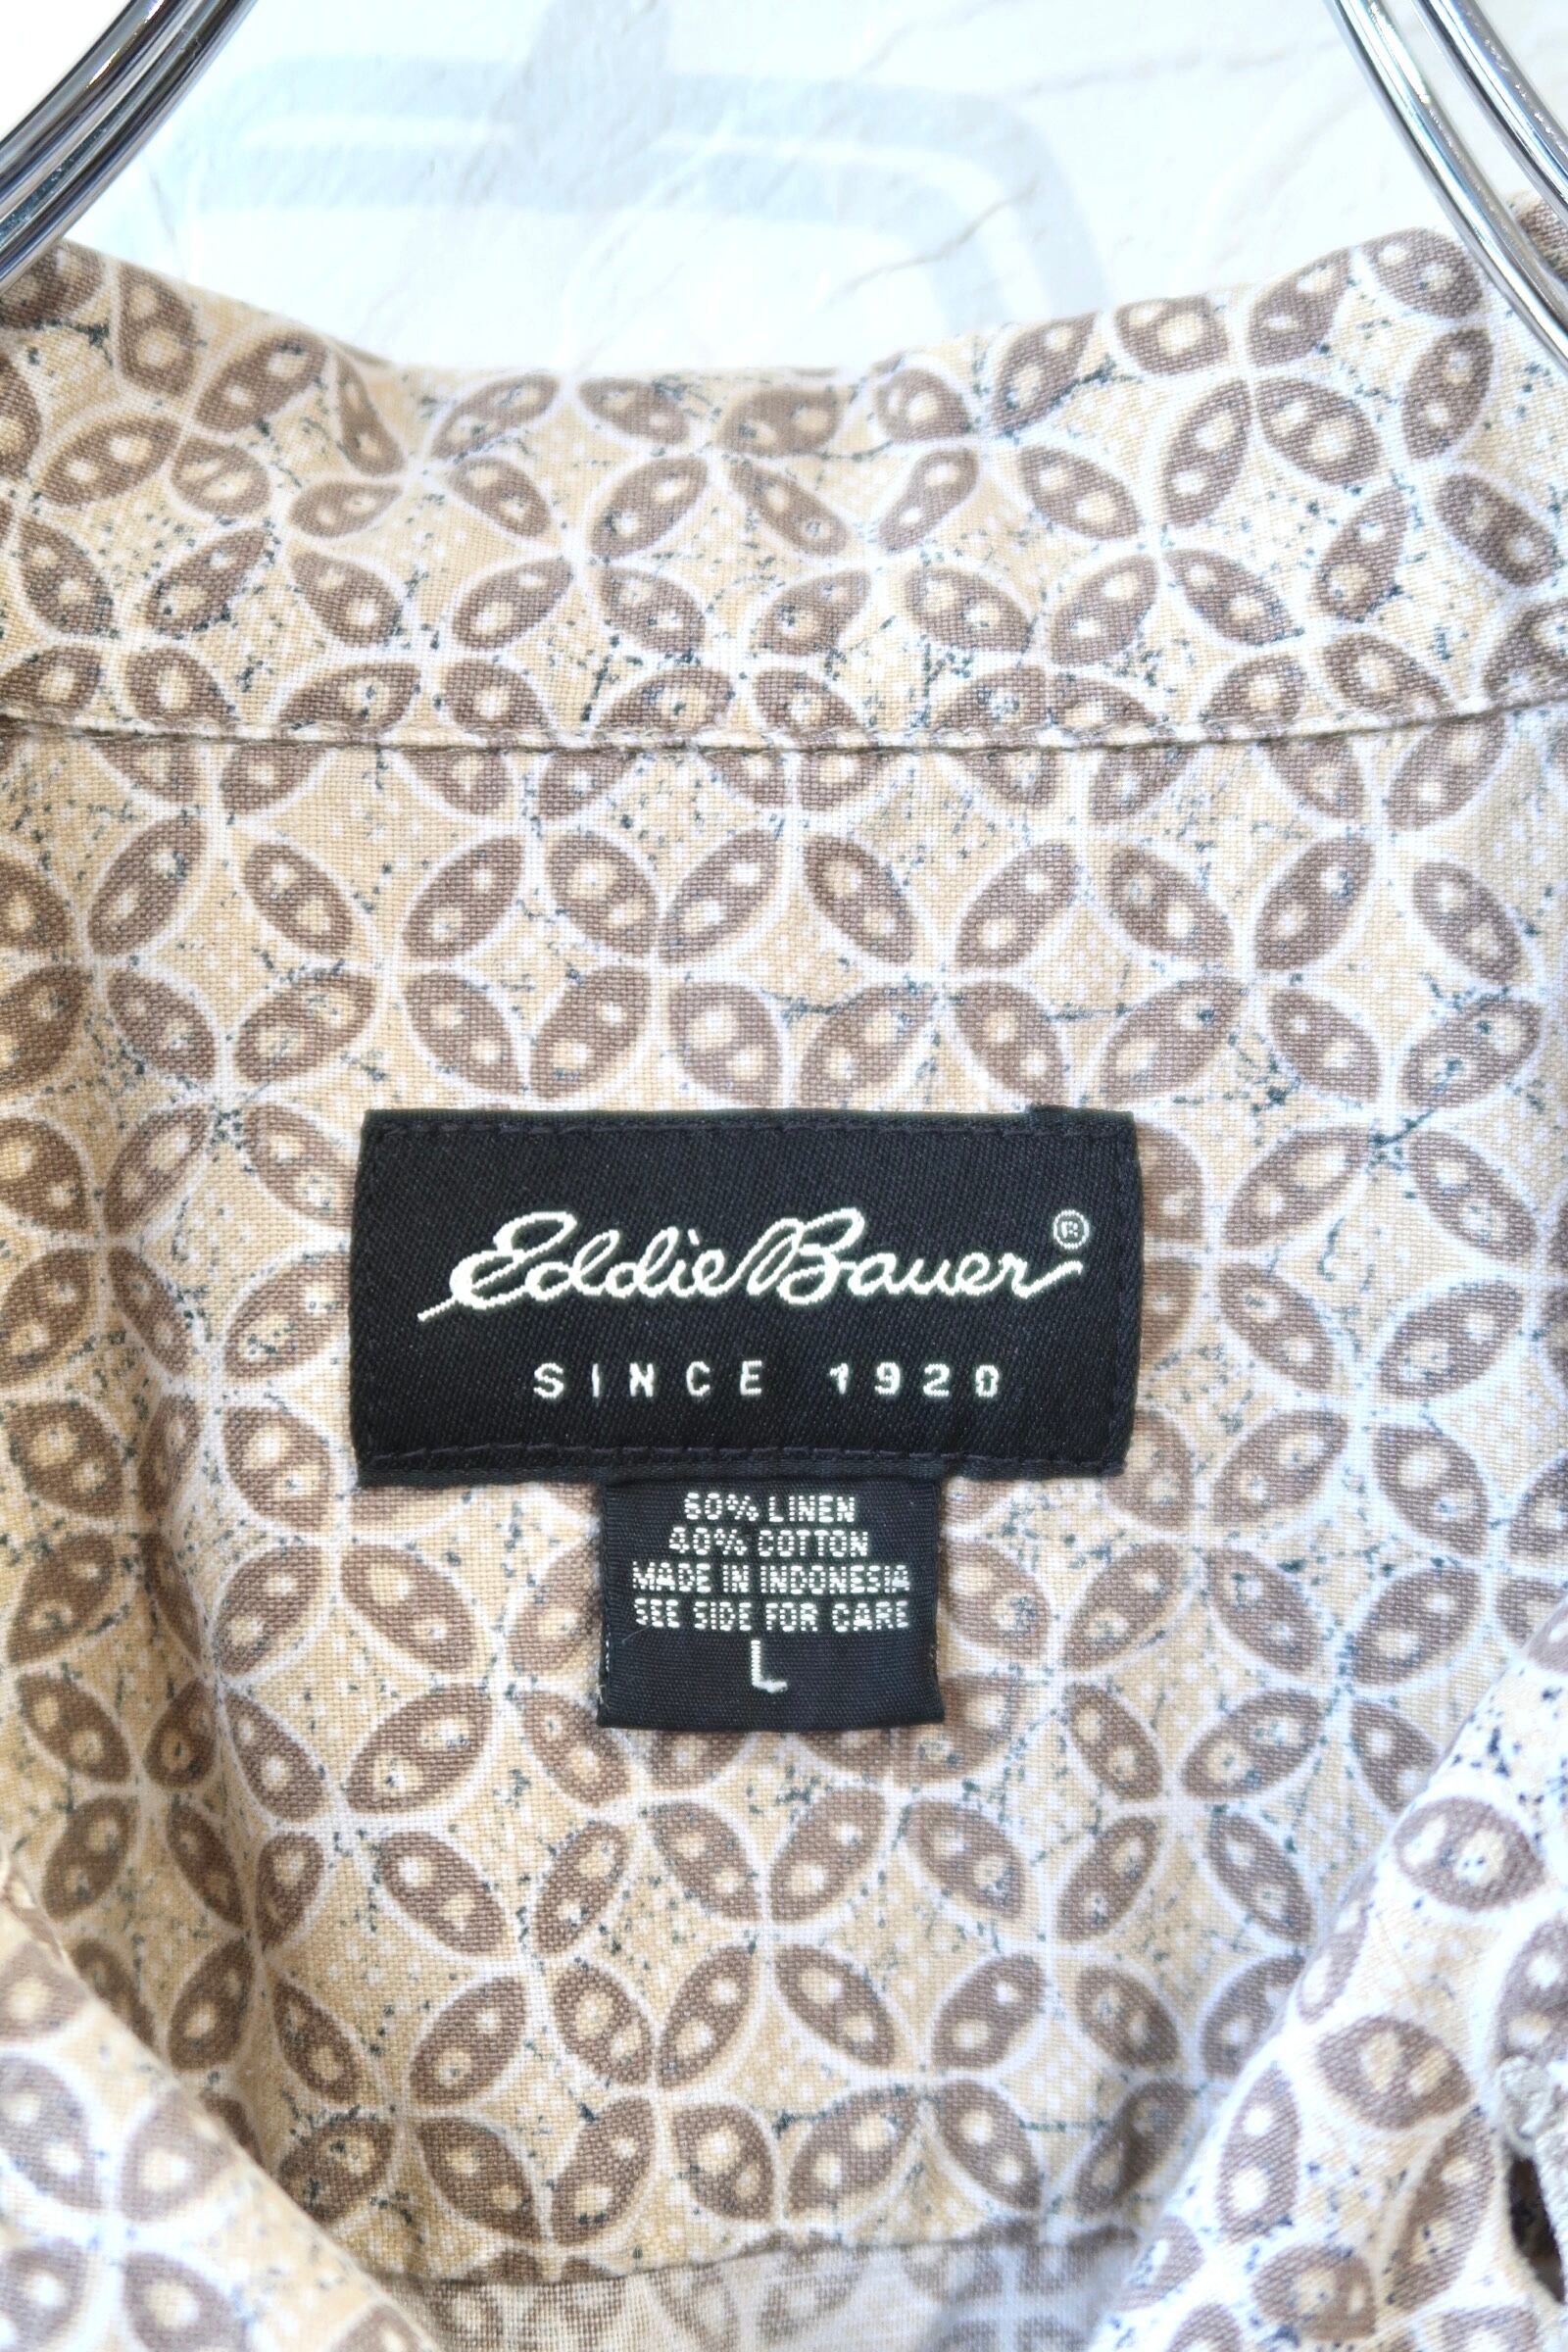 Eddie Bauer®
SINCE 1920
60% LINEN
40% COTTON
MADE IN INDONESIA
SEE SIDE FOR CARE
L